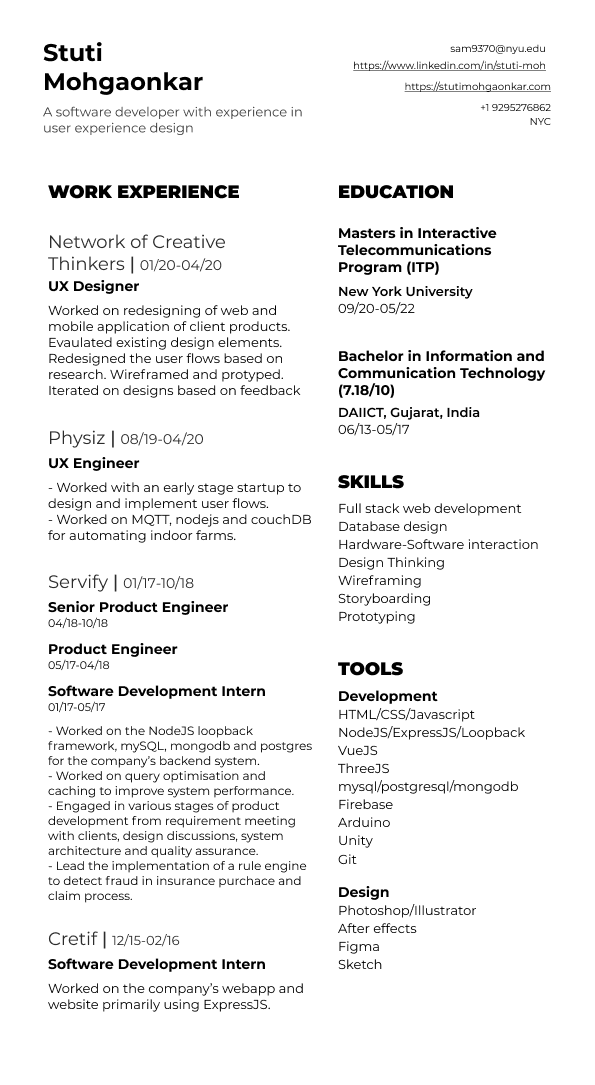 Stuti
Mohgaonkar
A software developer with experience in
user experience design
sam9370@nyu.edu
https://www.linkedin.com/in/stuti-moh
https://stutimohgaonkar.com
+1 9295276862
NYC
WORK EXPERIENCE
Network of Creative
Thinkers | 01/20-04/20
UX Designer
Worked on redesigning of web and
mobile application of client products.
Evaulated existing design elements.
Redesigned the user flows based on
research. Wireframed and protyped.
Iterated on designs based on feedback
Physiz | 08/19-04/20
UX Engineer
- Worked with an early stage startup to
design and implement user flows.
- Worked on MQTT, nodejs and couchDB
for automating indoor farms.
Servify | 01/17-10/18
Senior Product Engineer
04/18-10/18
Product Engineer
05/17-04/18
Software Development Intern
01/17-05/17
- Worked on the NodeJS loopback
framework, mySQL, mongodb and postgres
for the company's backend system.
- Worked on query optimisation and
caching to improve system performance.
- Engaged in various stages of product
development from requirement meeting
with clients, design discussions, system
architecture and quality assurance.
- Lead the implementation of a rule engine
to detect fraud in insurance purchace and
claim process.
Cretif | 12/15-02/16
Software Development Intern
Worked on the company's webapp and
website primarily using ExpressJS.
EDUCATION
Masters in Interactive
Telecommunications
Program (ITP)
New York University
09/20-05/22
Bachelor in Information and
Communication Technology
(7.18/10)
DAIICT, Gujarat, India
06/13-05/17
SKILLS
Full stack web development
Database design
Hardware-Software interaction
Design Thinking
Wireframing
Storyboarding
Prototyping
TOOLS
Development
HTML/CSS/Javascript
NodeJS/ExpressJS/Loopback
VueJS
ThreeJS
mysql/postgresql/mongodb
Firebase
Arduino
Unity
Git
Design
Photoshop/Illustrator
After effects
Figma
Sketch